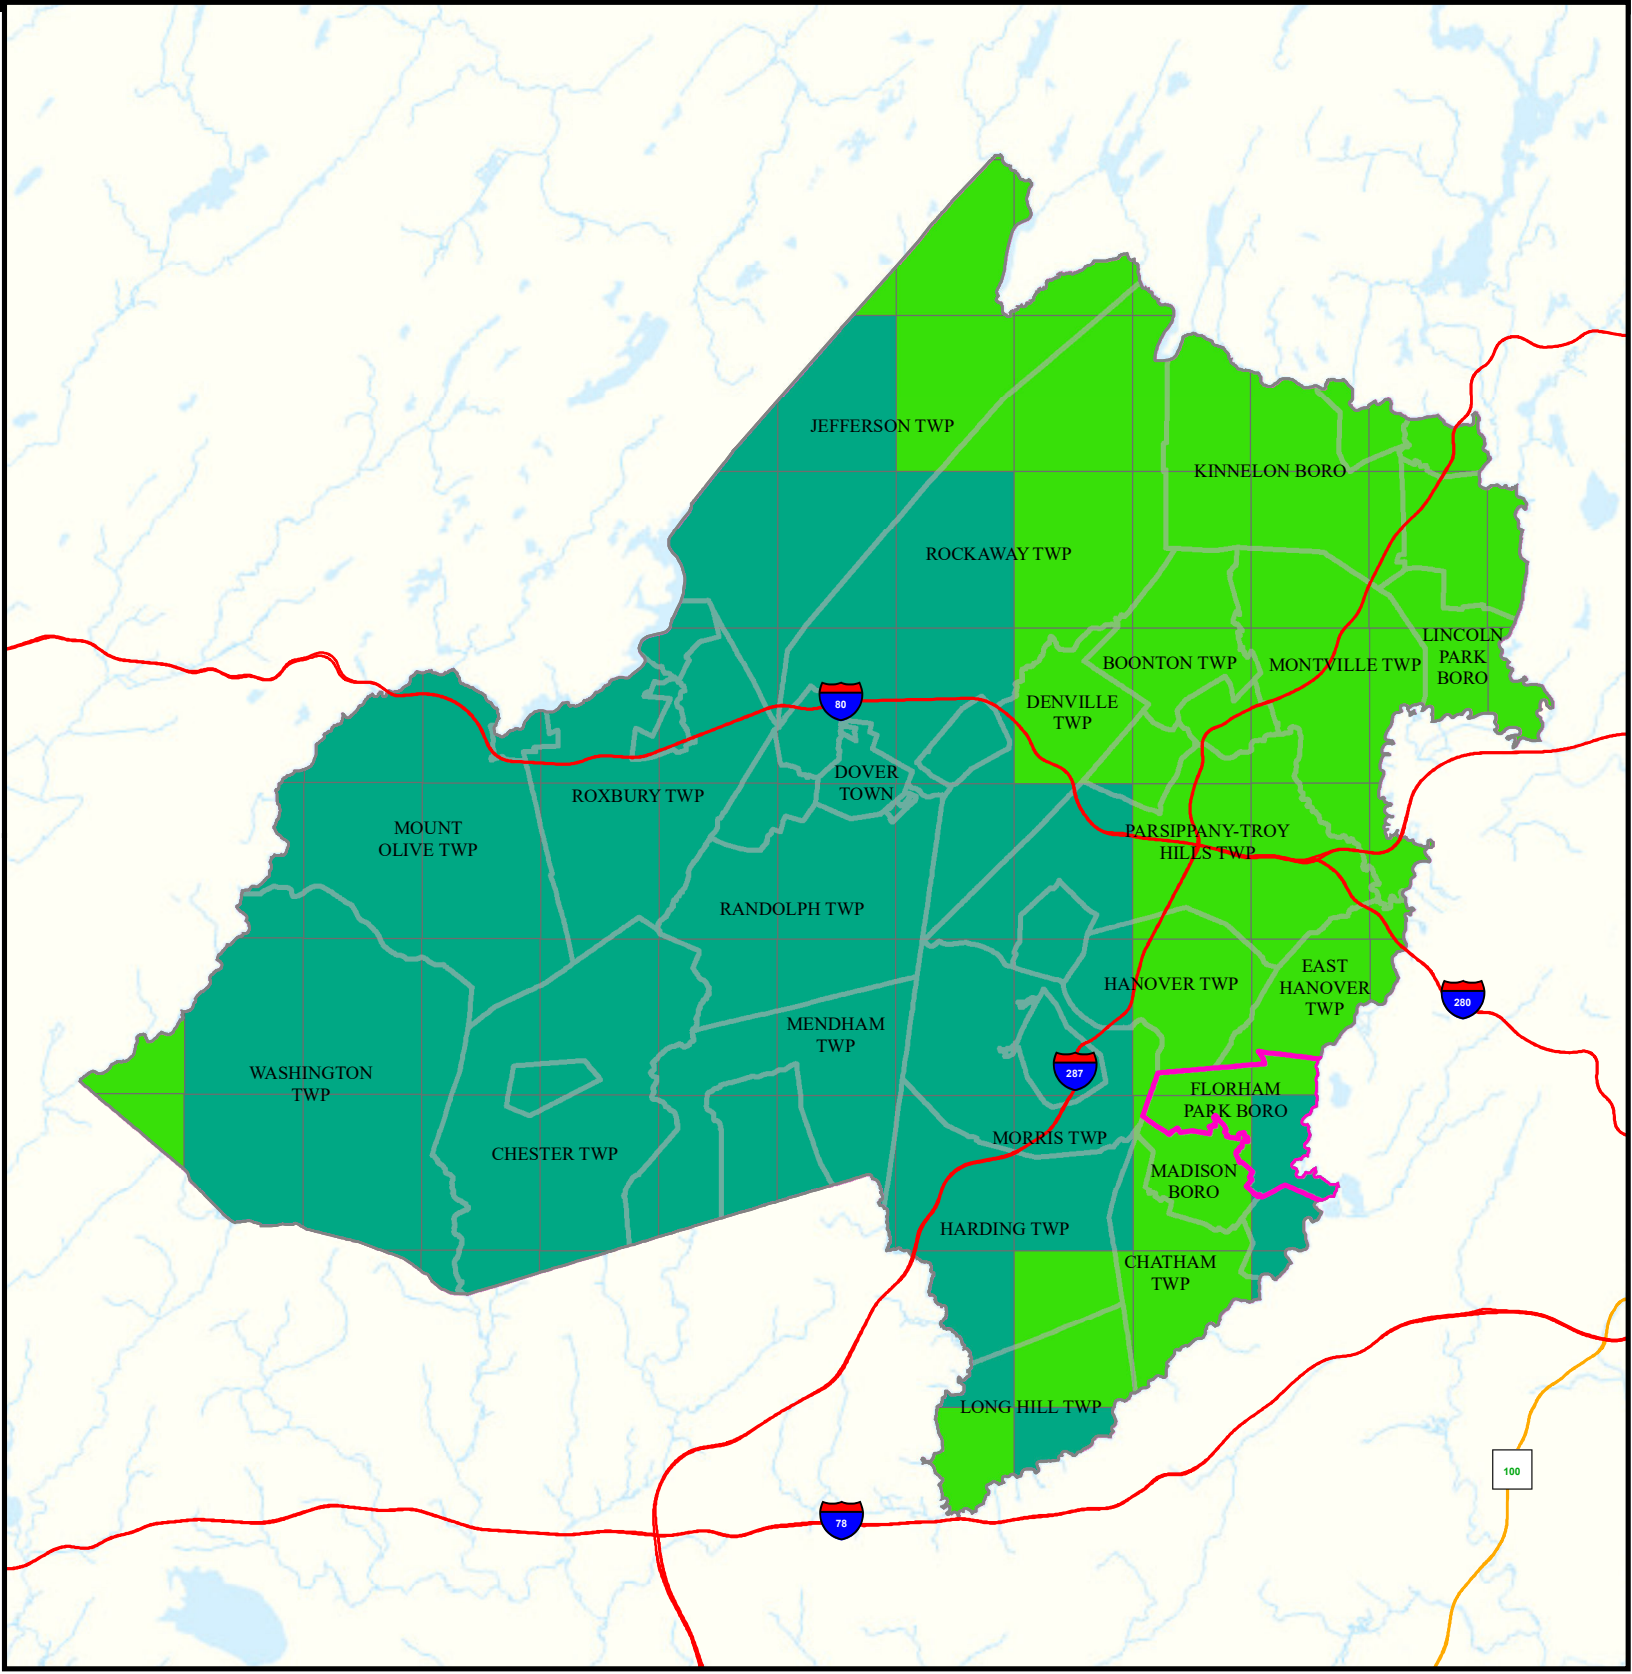 JEFFERSON TWP
KINNELON BORO
ROCKAWAY TWP
LINCOLN
PARK
BORO
BOONTON TWP
MONTVILLE TWP
DENVILLE
TWP
80
DOVER
TOWN
ROXBURY TWP
MOUNT
OLIVE TWP
PARSIPPANY-TROY
HILLS TWP
RANDOLPH TWP
HANOVER TWP
EAST
HANOVER
TWP
280
MENDHAM
TWP
WASHINGTON
TWP
287
FLORHAM
PARK BORO
MORRIS TWP
CHESTER TWP
MADISON
BORO
HARDING TWP
CHATHAM
TWP
LONG HILL TWP
100
78